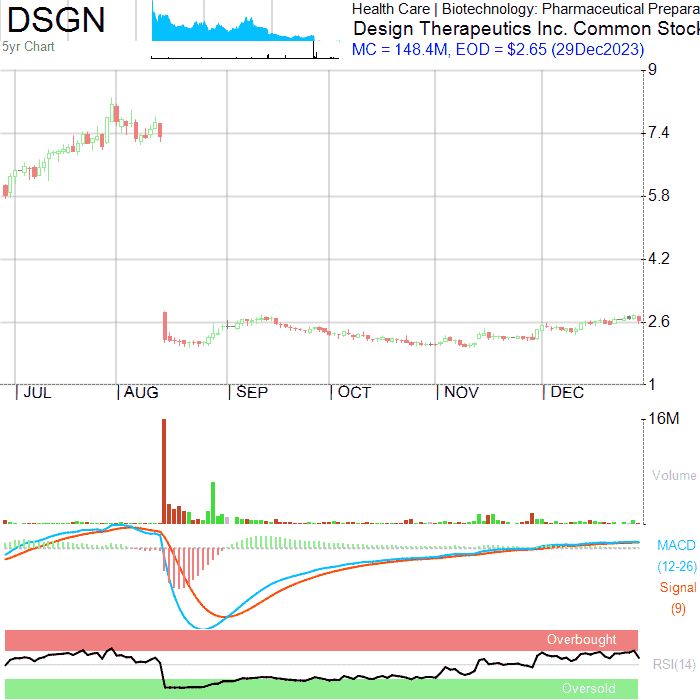 DSGN
5yr Chart
Health Care | Biotechnology: Pharmaceutical Prepara
Design Therapeutics Inc. Common Stock
MC = 148.4M, EOD = $2.65 (29Dec2023)
9
7.4
5.8
4.2
2.6
1
JUL AUG SEP OCT NOV DEC
16M
Volume
MACD
(12-26)
Signal
(9)
Overbought
RSI(14)
Oversold